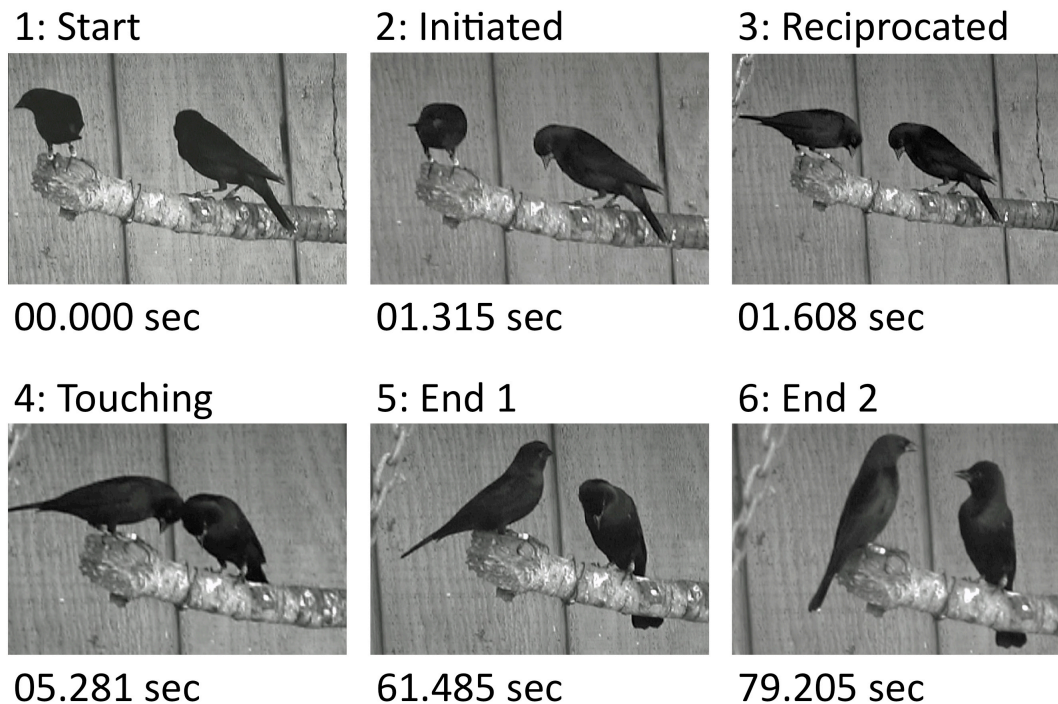 1: Start
2: Initiated
3: Reciprocated
00.000 sec
01.315 sec
01.608 sec
4: Touching
5: End 1
6: End 2
05.281 sec
61.485 sec
79.205 sec